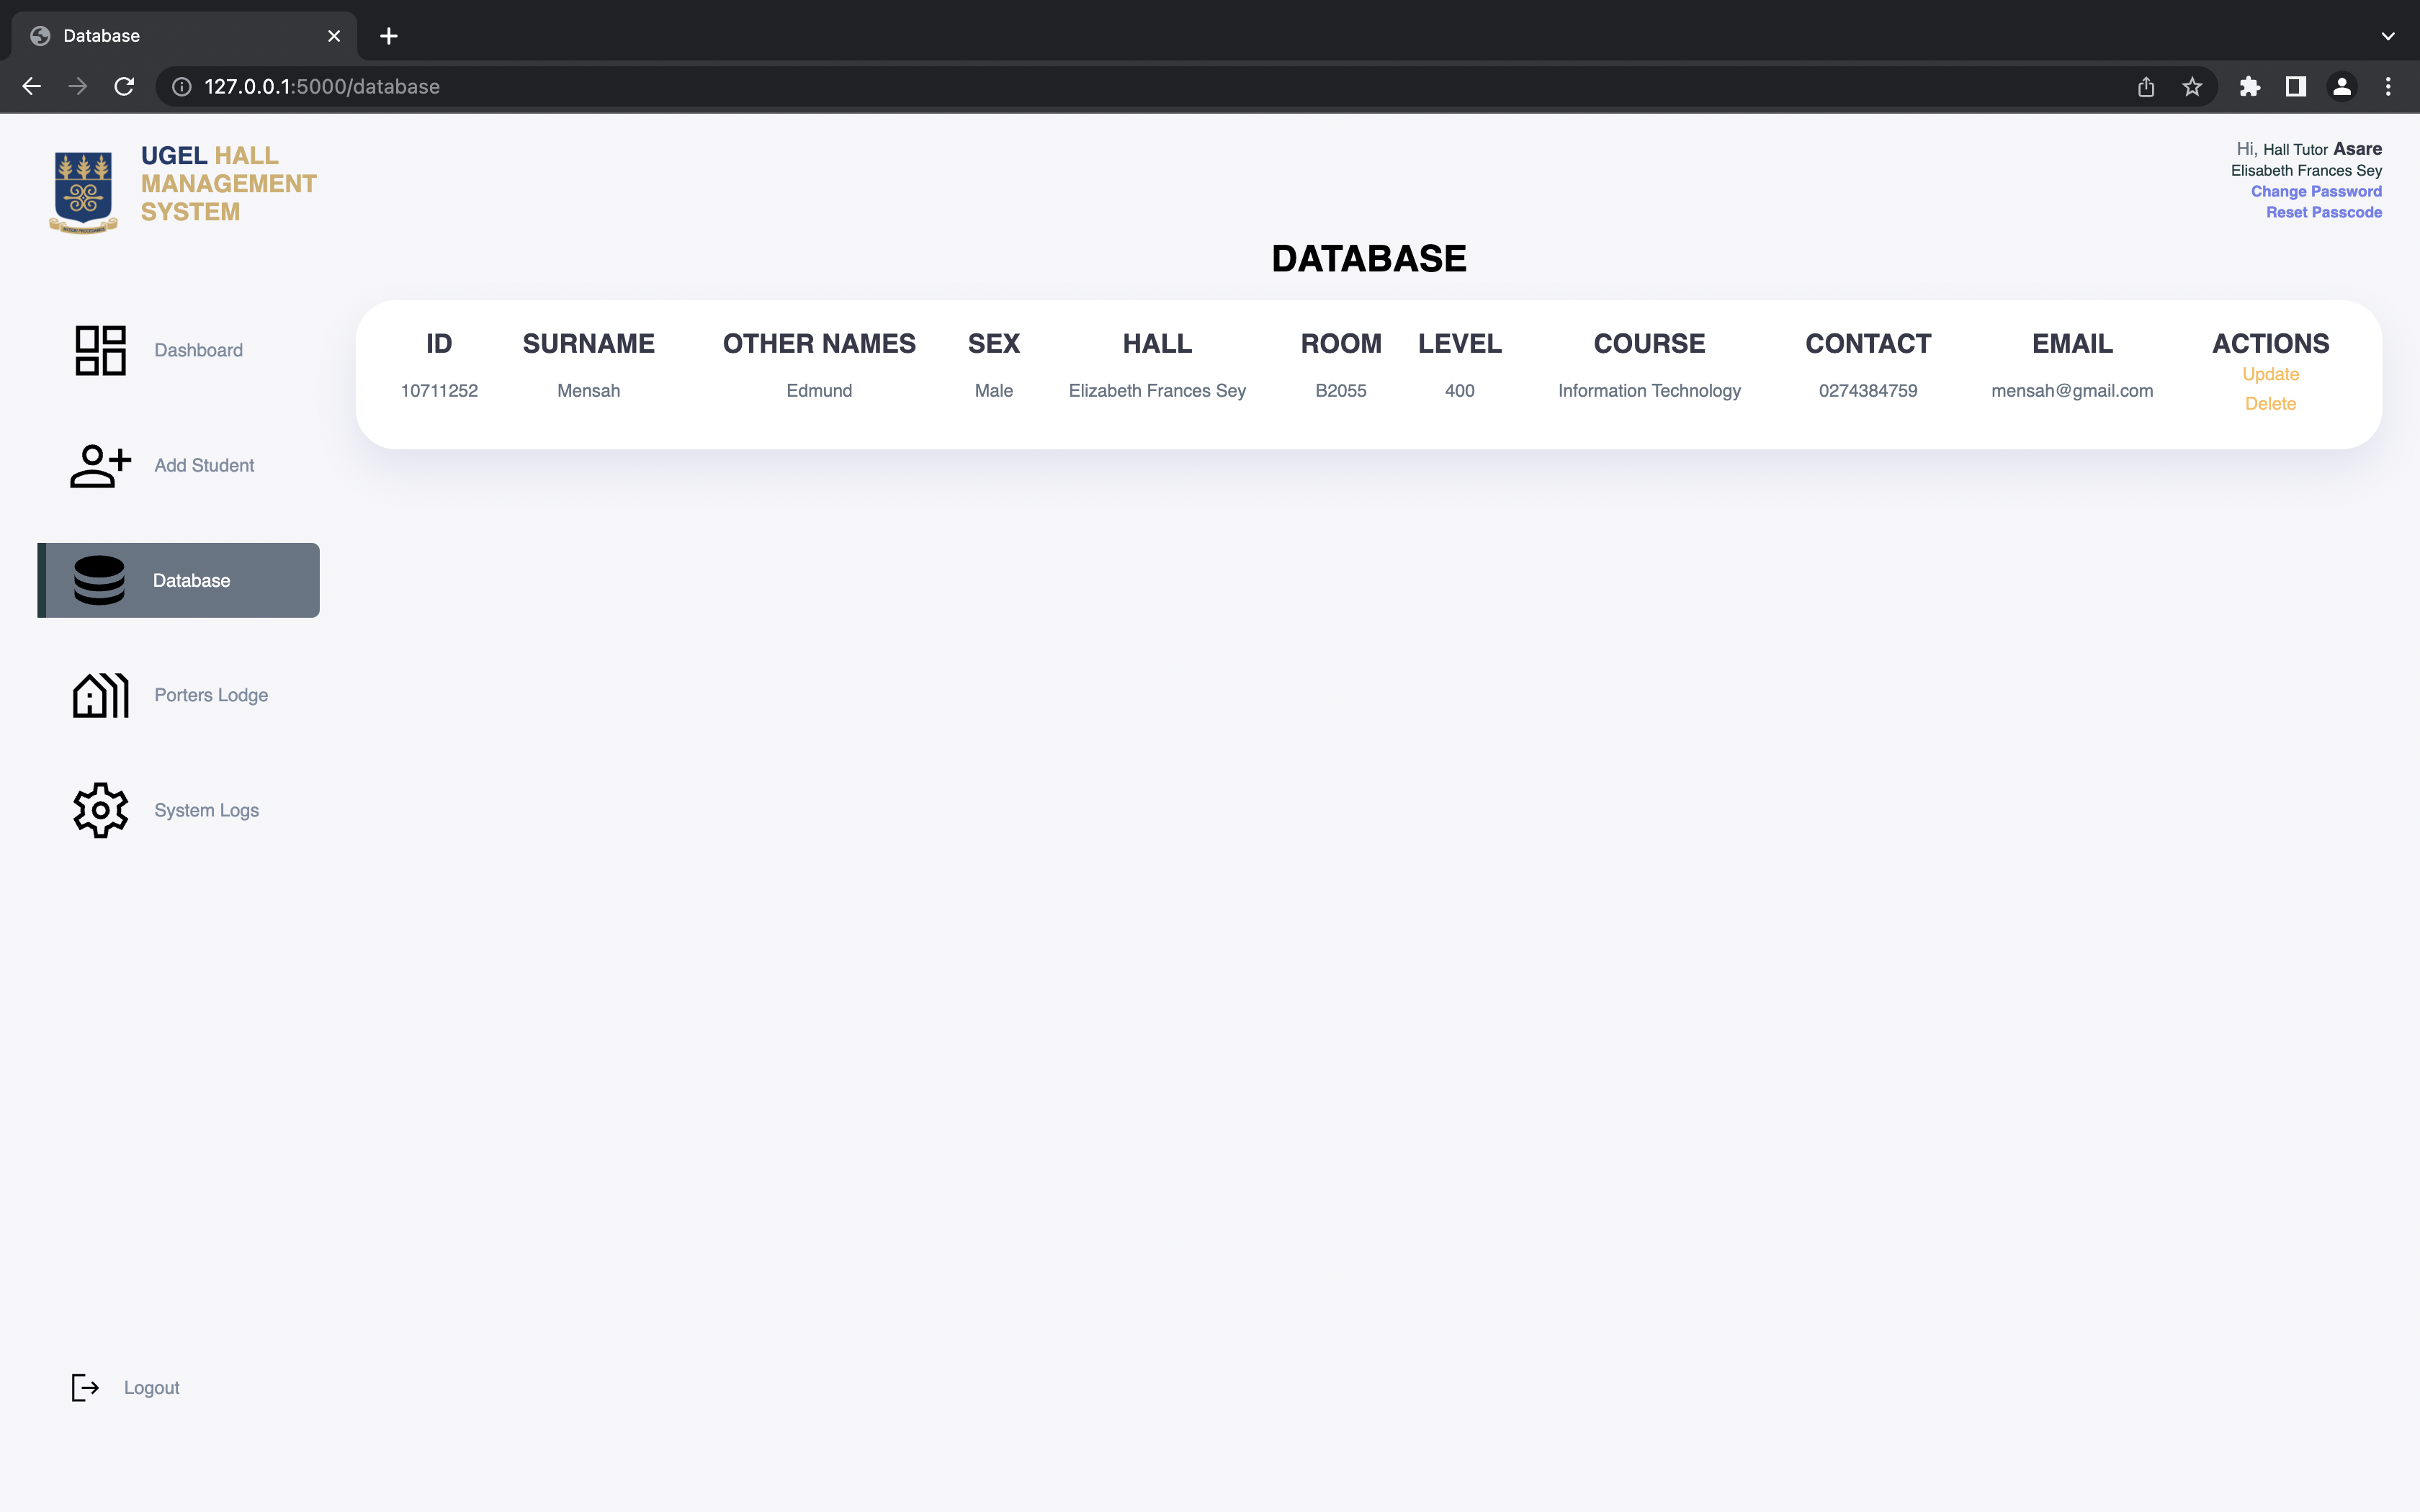 Database
127.0.0.1:5000/database
UGEL HALL
MANAGEMENT
SYSTEM
Hi, Hall Tutor Asare
Elisabeth Frances Sey
Change Password
Reset Passcode
DATABASE
Dashboard
Add Student
Database
Porters Lodge
System Logs
Logout
ID SURNAME OTHER NAMES SEX HALL ROOM LEVEL COURSE CONTACT EMAIL ACTIONS
10711252 Mensah Edmund Male Elizabeth Frances Sey B2055 400 Information Technology 0274384759 mensah@gmail.com Update
Delete